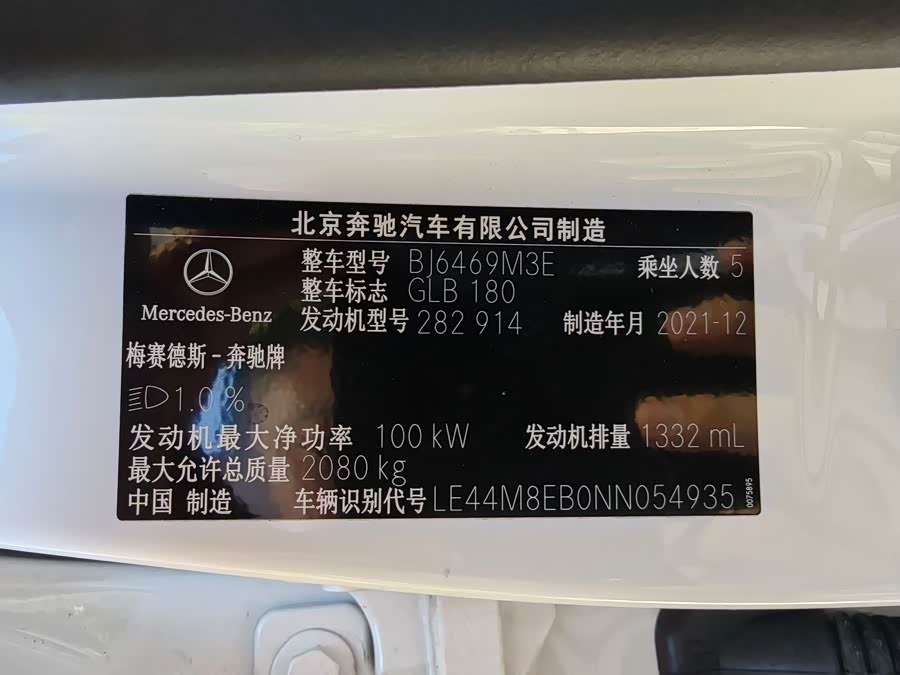 北京奔驰汽车有限公司制造
整车型号 BJ6469M3E 乘坐人数 5
整车标志 GLB 180
Mercedes-Benz
发动机型号 282 914 制造年月 2021-12
梅赛德斯-奔驰牌
1.0 %
发动机最大净功率 100 kW 发动机排量 1332 mL
最大允许总质量 2080 kg
中国 制造 车辆识别代号 LE44M8EB0NN054935
0075895